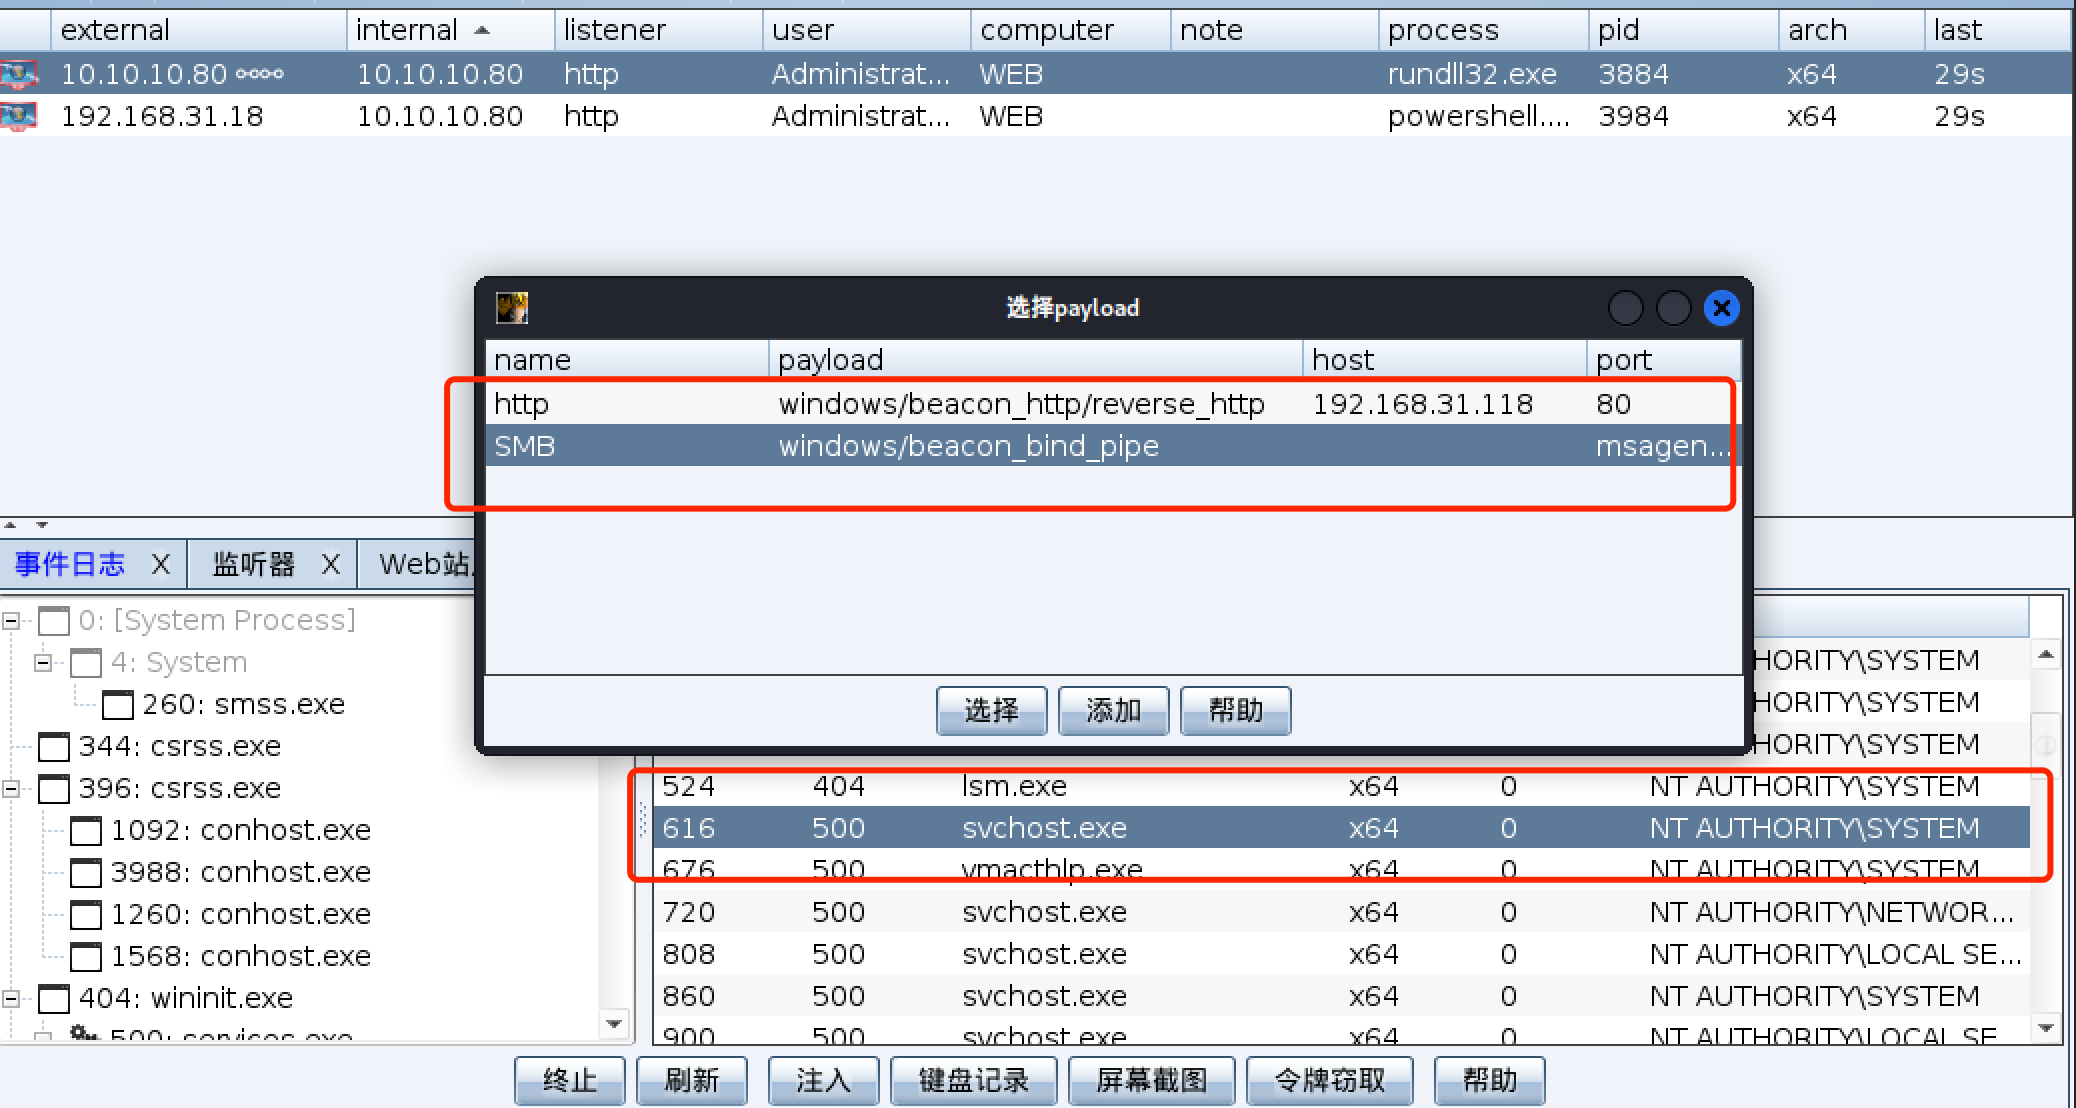 external internal listener user computer note process pid arch last
10.10.10.80 10.10.10.80 http Administrat... WEB rundll32.exe 3884 x64 29s
192.168.31.18 10.10.10.80 http Administrat... WEB powershell.... 3984 x64 29s
选择payload
name payload host port
http windows/beacon_http/reverse_http 192.168.31.118 80
SMB windows/beacon_bind_pipe msagen...
选择 添加 帮助
事件日志 X 监听器 X Web站
0: [System Process]
4: System
260: smss.exe
344: csrss.exe
396: csrss.exe
1092: conhost.exe
3988: conhost.exe
1260: conhost.exe
1568: conhost.exe
404: wininit.exe
500: services.exe
HORITY\SYSTEM
HORITY\SYSTEM
HORITY\SYSTEM
524 404 lsm.exe x64 0 NT AUTHORITY\SYSTEM
616 500 svchost.exe x64 0 NT AUTHORITY\SYSTEM
676 500 vmacthlp.exe x64 0 NT AUTHORITY\SYSTEM
720 500 svchost.exe x64 0 NT AUTHORITY\NETWOR...
808 500 svchost.exe x64 0 NT AUTHORITY\LOCAL SE...
860 500 svchost.exe x64 0 NT AUTHORITY\SYSTEM
900 500 svchost.exe x64 0 NT AUTHORITY\LOCAL SE
终止 刷新 注入 键盘记录 屏幕截图 令牌窃取 帮助